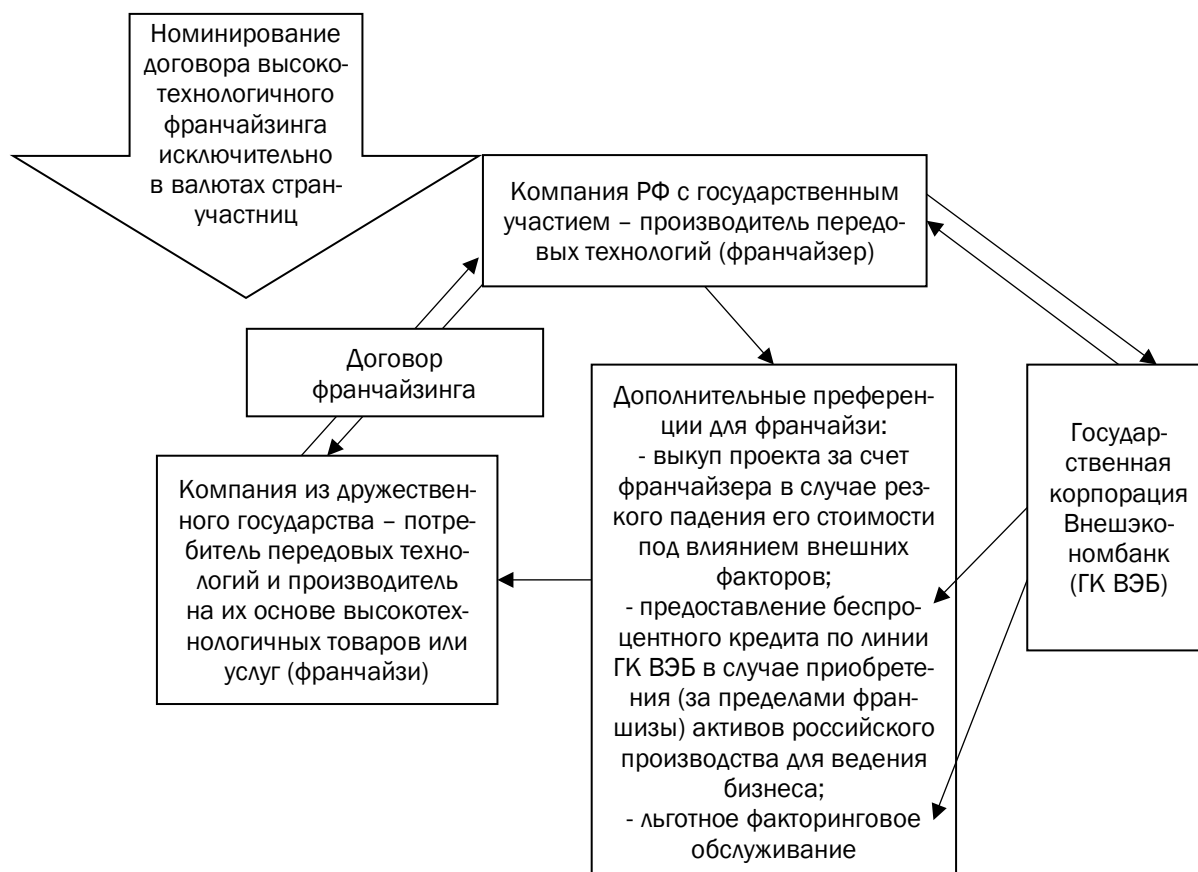 Номинирование
договора высоко-
технологичного
франчайзинга
исключительно
в валютах стран-
участниц
Компания РФ с государственным
участием – производитель передо-
вых технологий (франчайзер)
Договор
франчайзинга
Компания из дружествен-
ного государства – потре-
битель передовых техно-
логий и производитель
на их основе высокотех-
нологичных товаров или
услуг (франчайзи)
Дополнительные преферен-
ции для франчайзи:
- выкуп проекта за счет
франчайзера в случае рез-
кого падения его стоимости
под влиянием внешних
факторов;
- предоставление беспро-
центного кредита по линии
ГК ВЭБ в случае приобрете-
ния (за пределами фран-
шизы) активов российского
производства для ведения
бизнеса;
- льготное факторинговое
обслуживание
Государ-
ственная
корпорация
Внешэко-
номбанк
(ГК ВЭБ)